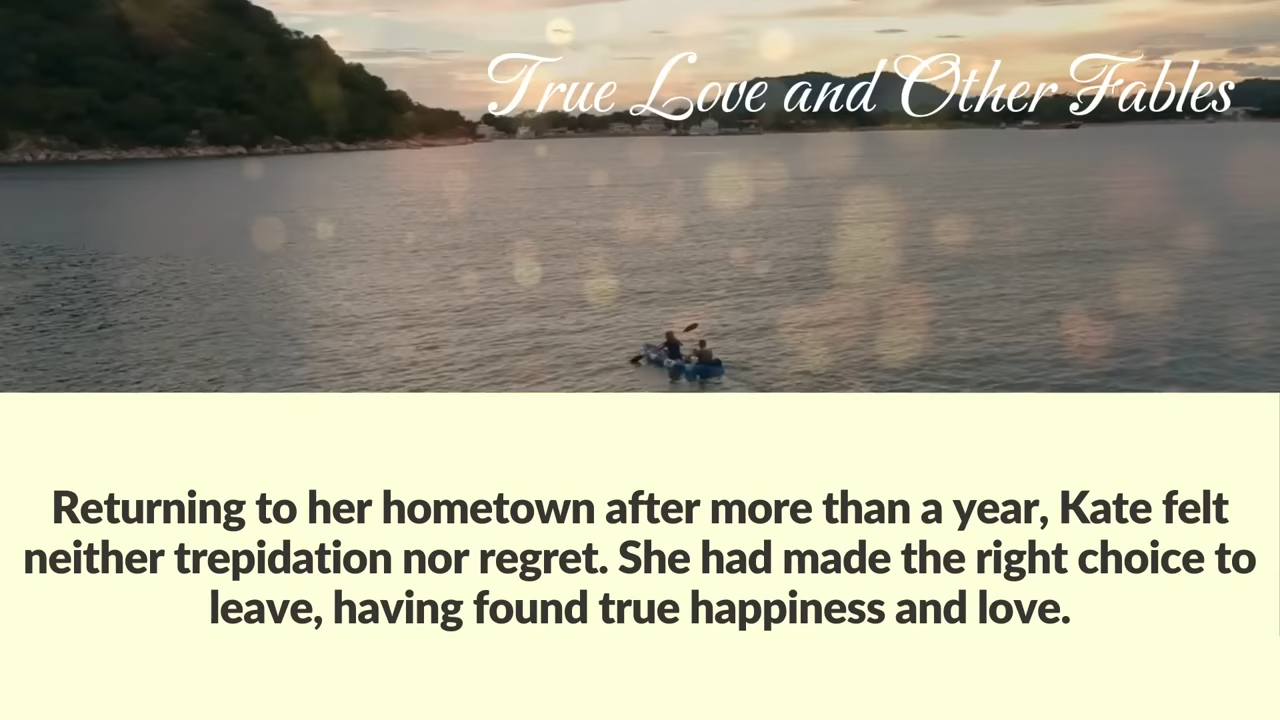 True Love and Other Fables
Returning to her hometown after more than a year, Kate felt
neither trepidation nor regret. She had made the right choice to
leave, having found true happiness and love.